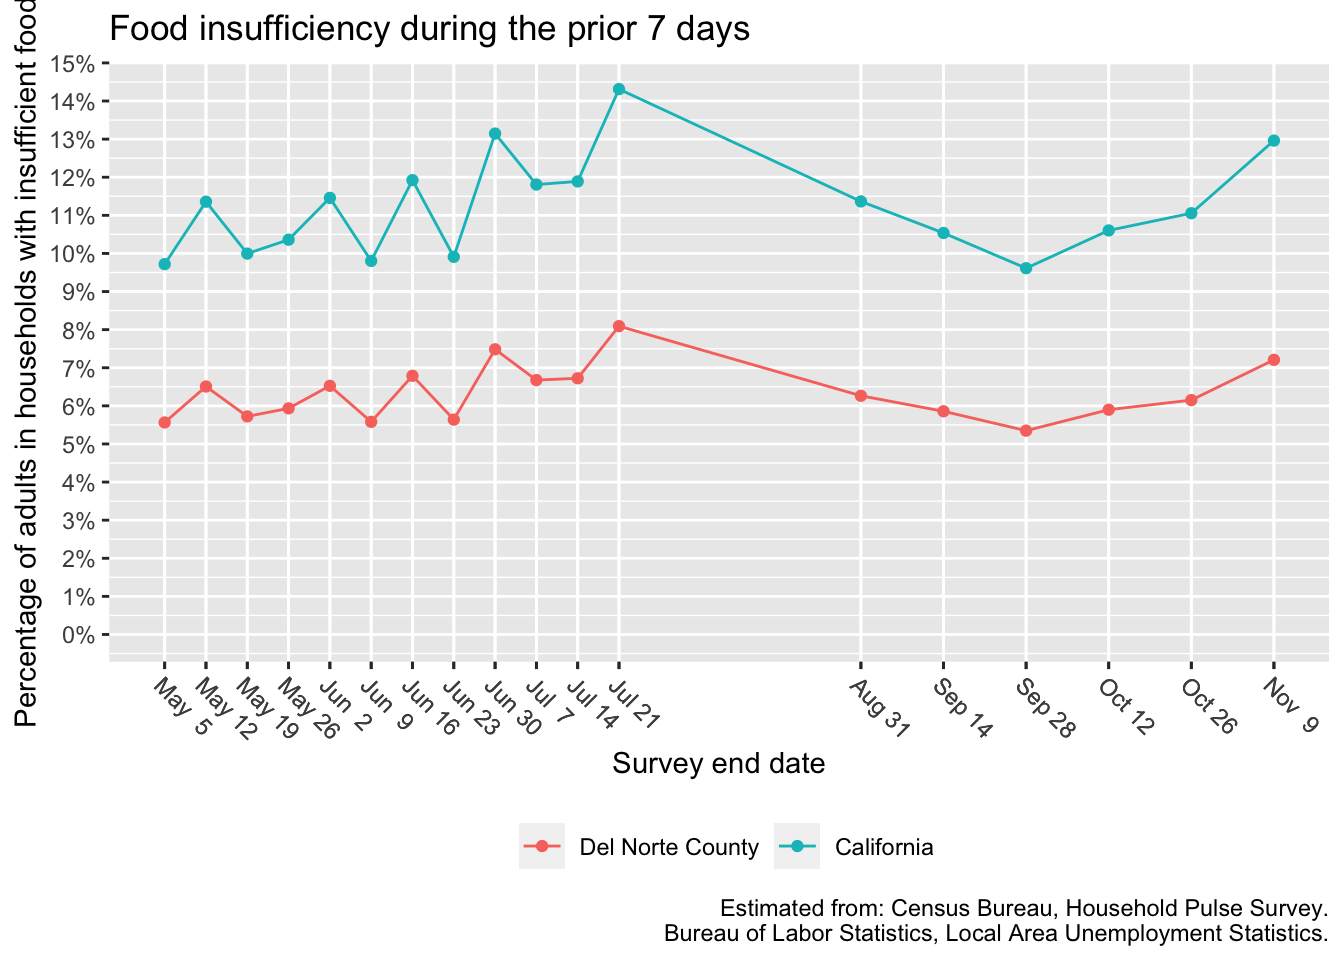 Food insufficiency during the prior 7 days
Percentage of adults in households with insufficient food
15%
14%
13%
12%
11%
10%
9%
8%
7%
6%
5%
4%
3%
2%
1%
0%
May 5
May 12
May 19
May 26
Jun 2
Jun 9
Jun 16
Jun 23
Jun 30
Jul 7
Jul 14
Jul 21
Aug 31
Sep 14
Sep 28
Oct 12
Oct 26
Nov 9
Survey end date
Del Norte County
California
Estimated from: Census Bureau, Household Pulse Survey.
Bureau of Labor Statistics, Local Area Unemployment Statistics.